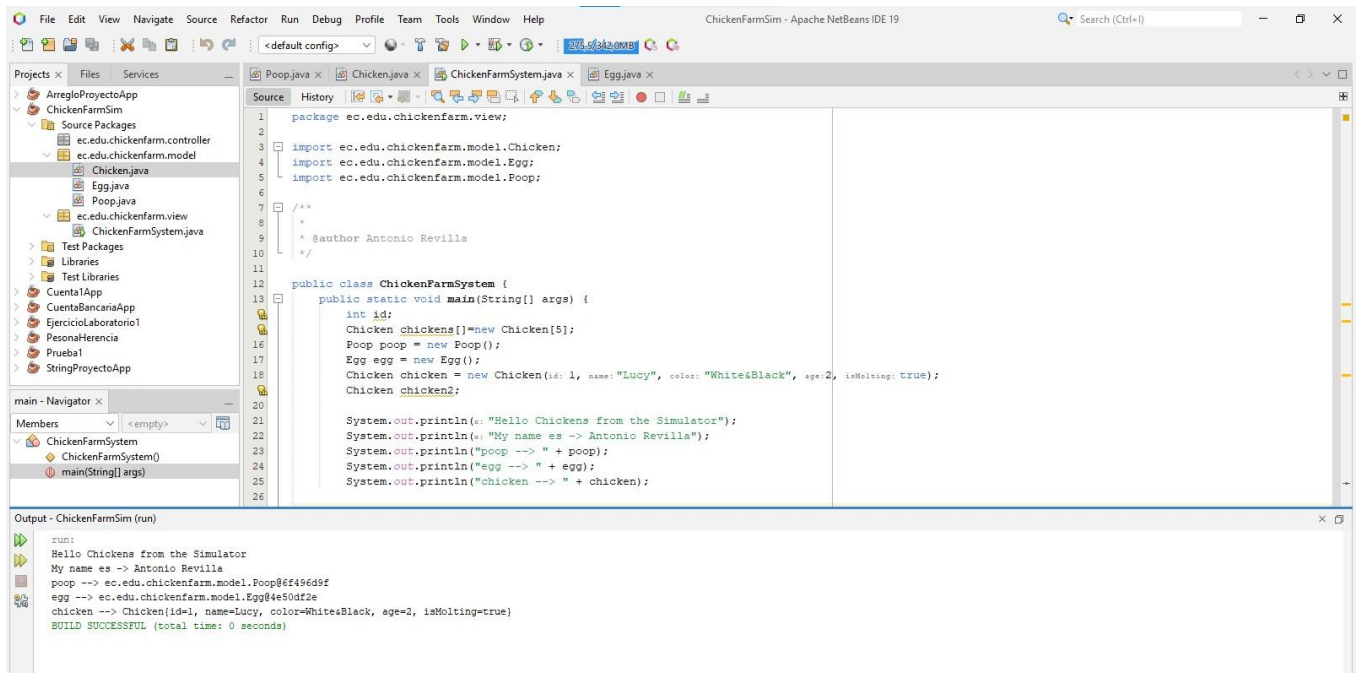 File Edit View Navigate Source Refactor Run Debug Profile Team Tools Window Help
ChickenFarmSim - Apache NetBeans IDE 19
Search (Ctrl+I)
<default config>
275,5/342,0MB
Projects
Files
Services
ArregloProyectoApp
ChickenFarmSim
Source Packages
ec.edu.chickenfarm.controller
ec.edu.chickenfarm.model
Chicken.java
Egg.java
Poop.java
ec.edu.chickenfarm.view
ChickenFarmSystem.java
Test Packages
Libraries
Test Libraries
Cuenta1App
CuentaBancariaApp
EjercicioLaboratorio1
PesonaHerencia
Prueba1
StringProyectoApp
main - Navigator
Members
<empty>
ChickenFarmSystem
ChickenFarmSystem()
main(String[] args)
Poop.java
Chicken.java
ChickenFarmSystem.java
Egg.java
Source
History
1 package ec.edu.chickenfarm.view;
2
3 import ec.edu.chickenfarm.model.Chicken;
4 import ec.edu.chickenfarm.model.Egg;
5 import ec.edu.chickenfarm.model.Poop;
6
7 /**
8 *
9 * @author Antonio Revilla
10 */
11
12 public class ChickenFarmSystem {
13 public static void main(String[] args) {
int id;
Chicken chickens[]=new Chicken[5];
16 Poop poop = new Poop();
17 Egg egg = new Egg();
18 Chicken chicken = new Chicken(id: 1, name: "Lucy", color: "White&Black", age:2, isMolting: true);
Chicken chicken2;
20
21 System.out.println(x: "Hello Chickens from the Simulator");
22 System.out.println(x: "My name es -> Antonio Revilla");
23 System.out.println("poop --> " + poop);
24 System.out.println("egg --> " + egg);
25 System.out.println("chicken --> " + chicken);
26
Output - ChickenFarmSim (run)
run:
Hello Chickens from the Simulator
My name es -> Antonio Revilla
poop --> ec.edu.chickenfarm.model.Poop@6f496d9f
egg --> ec.edu.chickenfarm.model.Egg@4e50df2e
chicken --> Chicken{id=1, name=Lucy, color=White&Black, age=2, isMolting=true}
BUILD SUCCESSFUL (total time: 0 seconds)